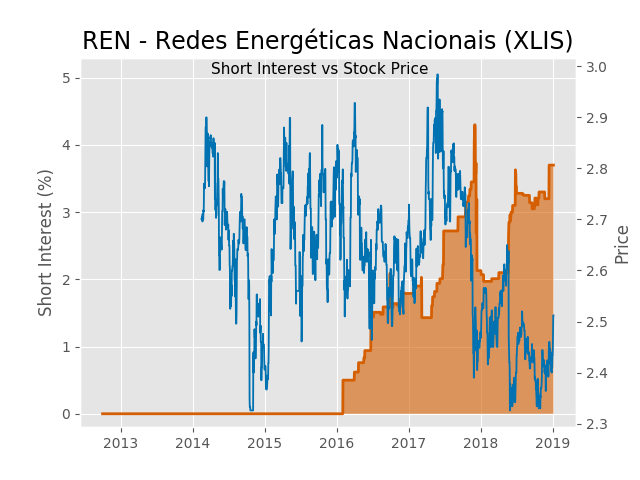 REN - Redes Energéticas Nacionais (XLIS)
Short Interest vs Stock Price
Short Interest (%)
5
4
3
2
1
0
3.0
2.9
2.8
2.7
2.6
2.5
2.4
2.3
Price
2013 2014 2015 2016 2017 2018 2019